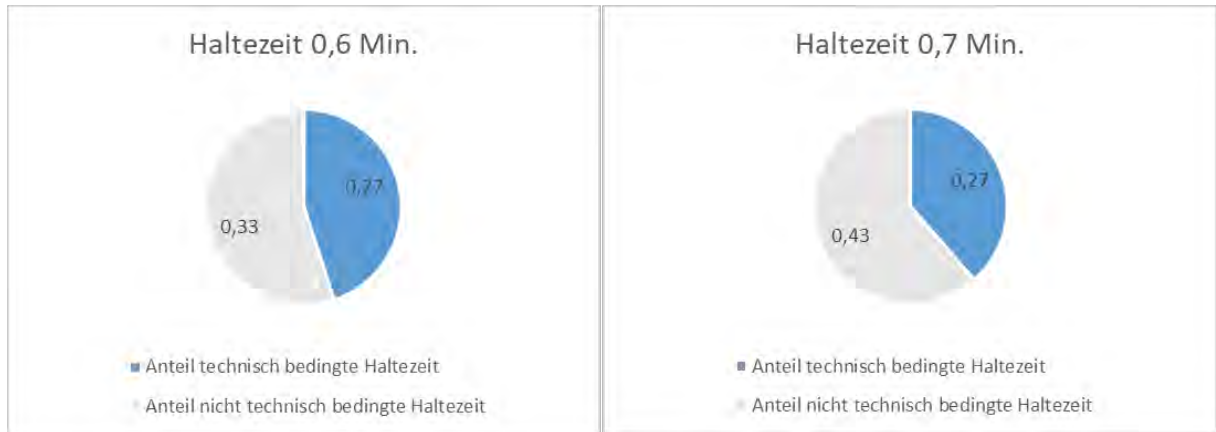 Haltezeit 0,6 Min.
0,27
0,33
Anteil technisch bedingte Haltezeit
Anteil nicht technisch bedingte Haltezeit
Haltezeit 0,7 Min.
0,27
0,43
Anteil technisch bedingte Haltezeit
Anteil nicht technisch bedingte Haltezeit